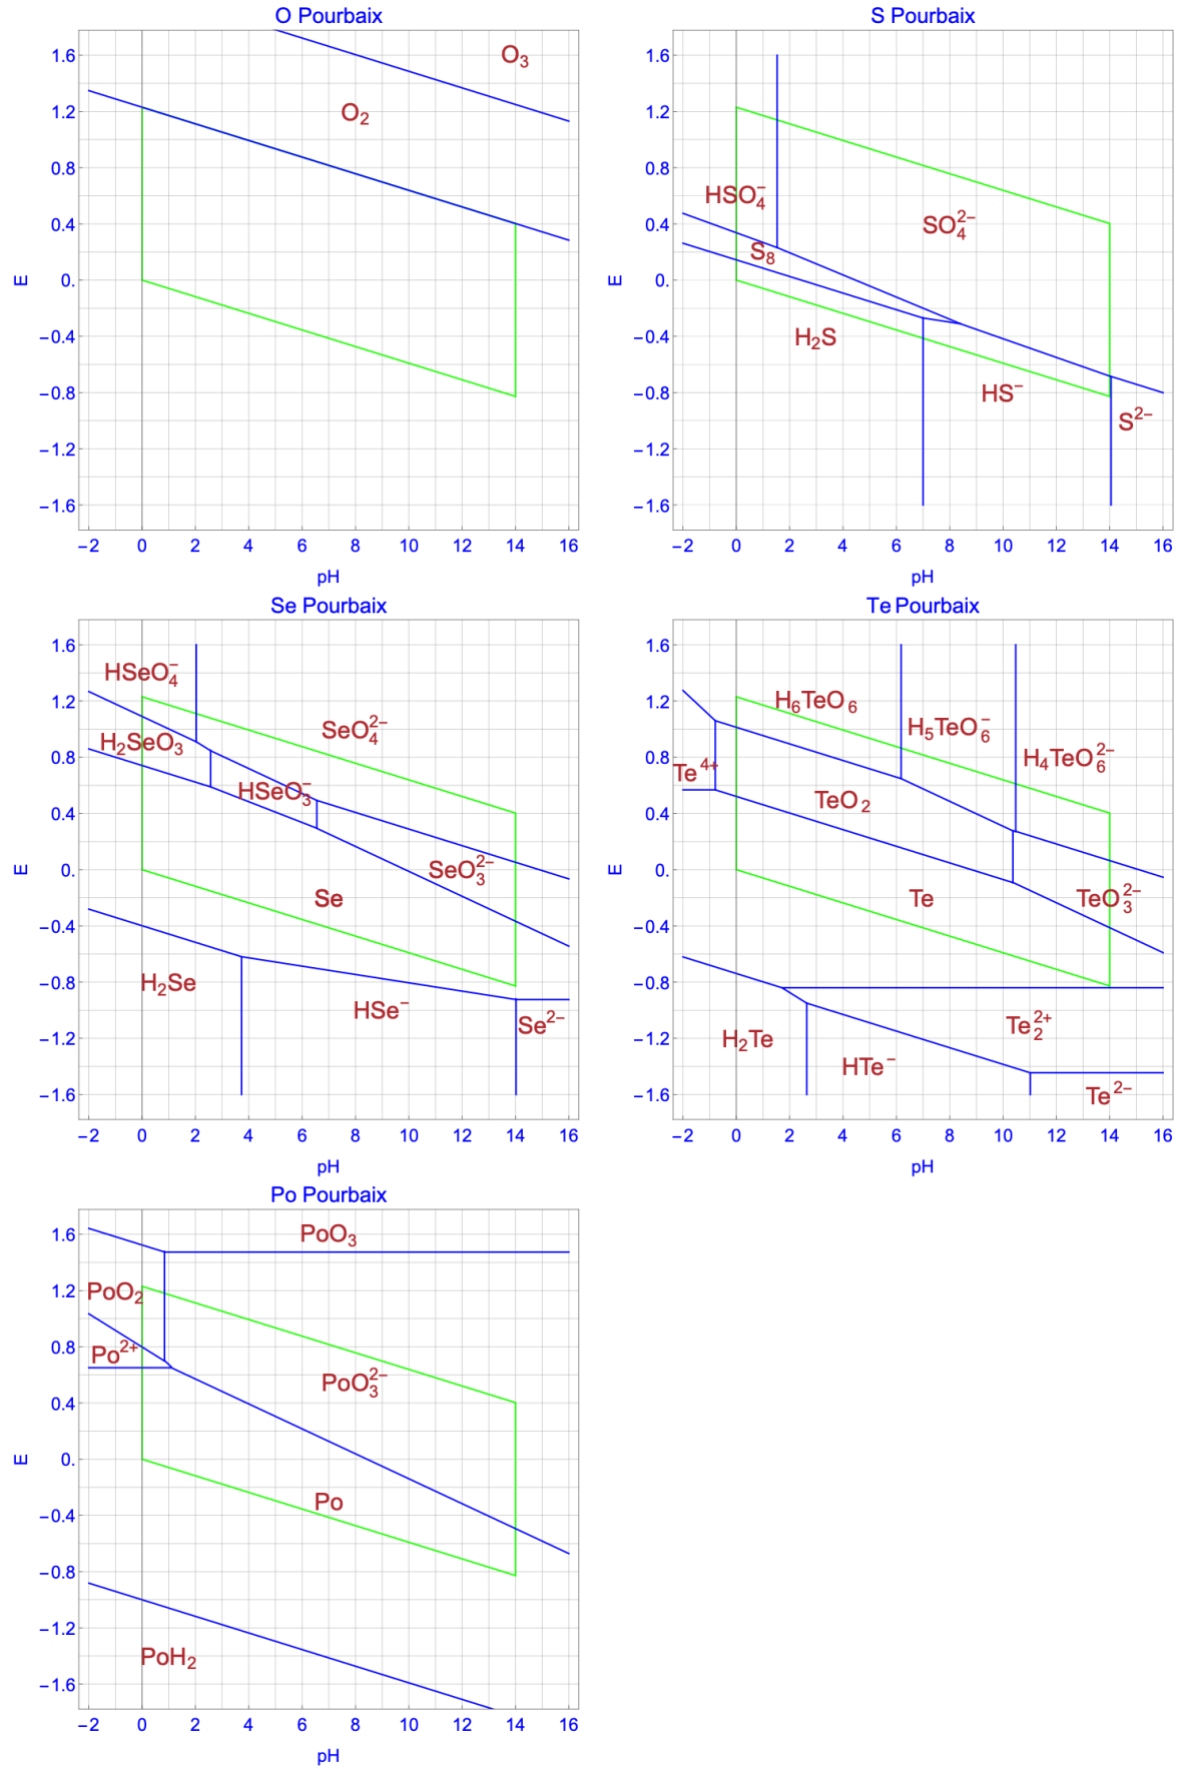 O Pourbaix
1.6
1.2
0.8
0.4
0.
−0.4
−0.8
−1.2
−1.6
E
O₃
O₂
−2 0 2 4 6 8 10 12 14 16
pH
S Pourbaix
1.6
1.2
0.8
0.4
0.
−0.4
−0.8
−1.2
−1.6
E
HSO₄⁻
SO₄²⁻
S₈
H₂S
HS⁻
S²⁻
−2 0 2 4 6 8 10 12 14 16
pH
Se Pourbaix
1.6
1.2
0.8
0.4
0.
−0.4
−0.8
−1.2
−1.6
E
HSeO₄⁻
SeO₄²⁻
H₂SeO₃
HSeO₃⁻
SeO₃²⁻
Se
H₂Se
HSe⁻
Se²⁻
−2 0 2 4 6 8 10 12 14 16
pH
Te Pourbaix
1.6
1.2
0.8
0.4
0.
−0.4
−0.8
−1.2
−1.6
E
H₆TeO₆
H₅TeO₆⁻
H₄TeO₆²⁻
Te⁴⁺
TeO₂
Te
TeO₃²⁻
Te₂²⁺
H₂Te
HTe⁻
Te²⁻
−2 0 2 4 6 8 10 12 14 16
pH
Po Pourbaix
1.6
1.2
0.8
0.4
0.
−0.4
−0.8
−1.2
−1.6
E
PoO₃
PoO₂
Po²⁺
PoO₃²⁻
Po
PoH₂
−2 0 2 4 6 8 10 12 14 16
pH